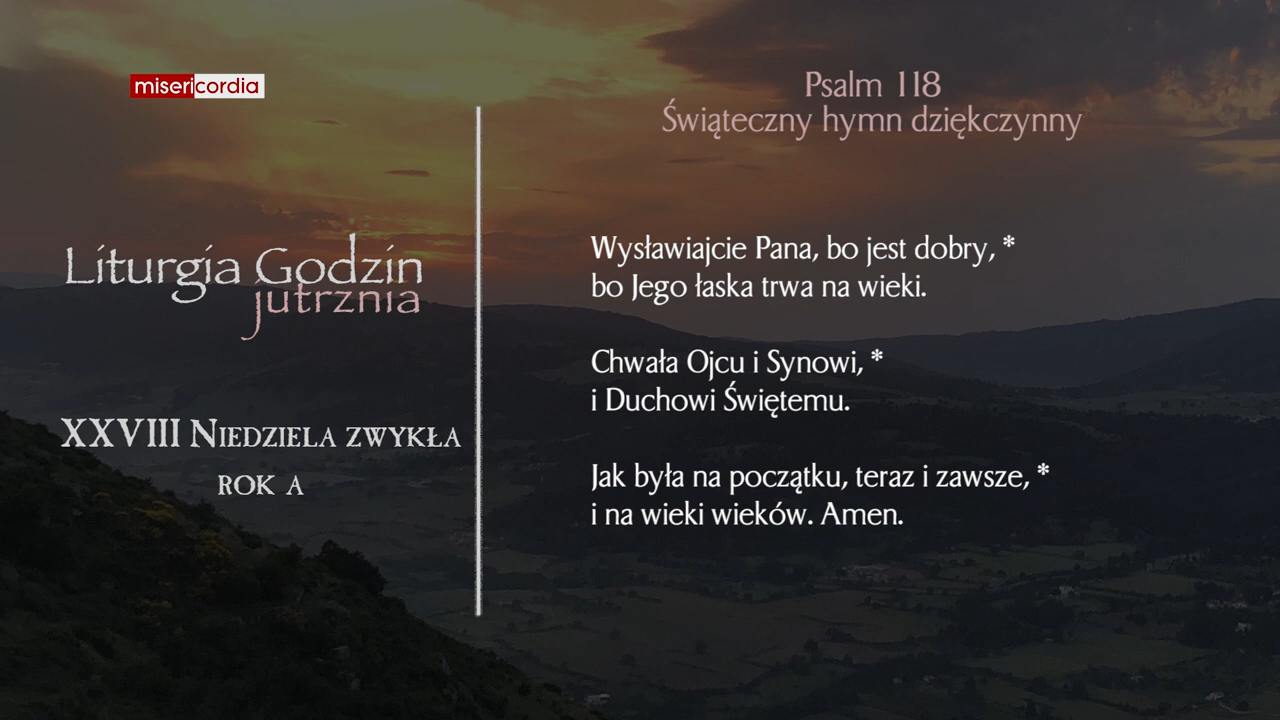 misericordia
Liturgia Godzin
jutrznia
XXVIII Niedziela zwykła
rok A
Psalm 118
Świąteczny hymn dziękczynny
Wysławiajcie Pana, bo jest dobry, *
bo Jego łaska trwa na wieki.
Chwała Ojcu i Synowi, *
i Duchowi Świętemu.
Jak była na początku, teraz i zawsze, *
i na wieki wieków. Amen.